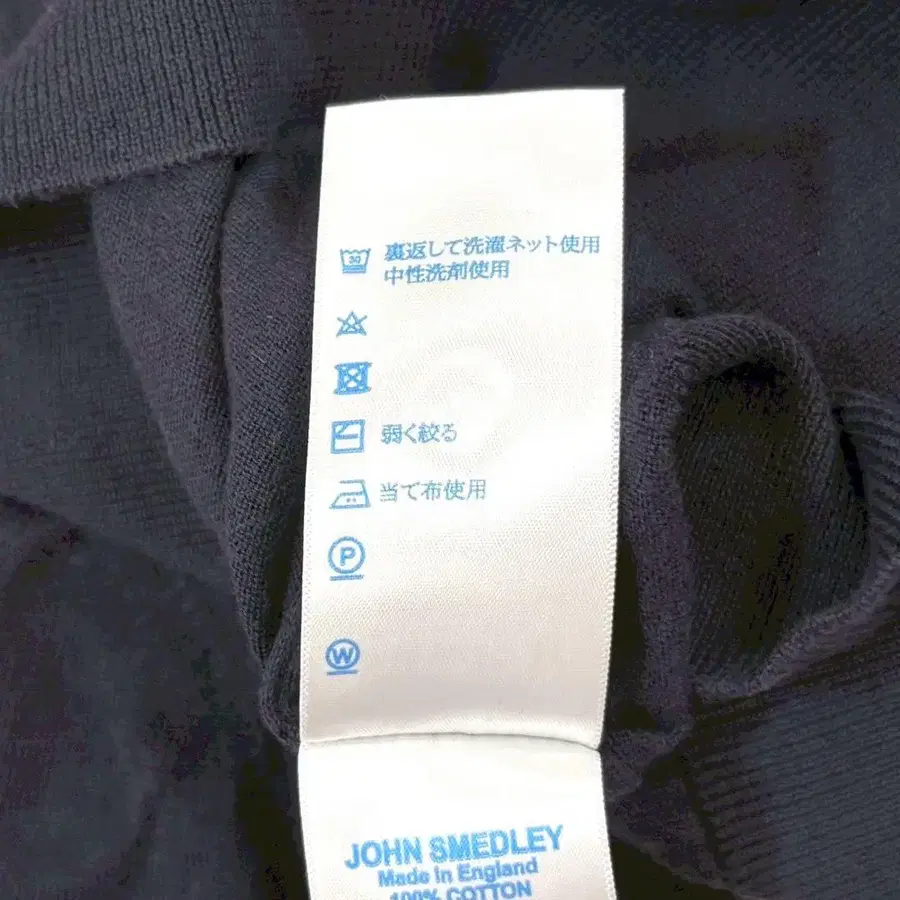 30
裏返して洗濯ネット使用
中性洗剤使用
弱く絞る
当て布使用
P
W
JOHN SMEDLEY
Made in England
100% COTTON